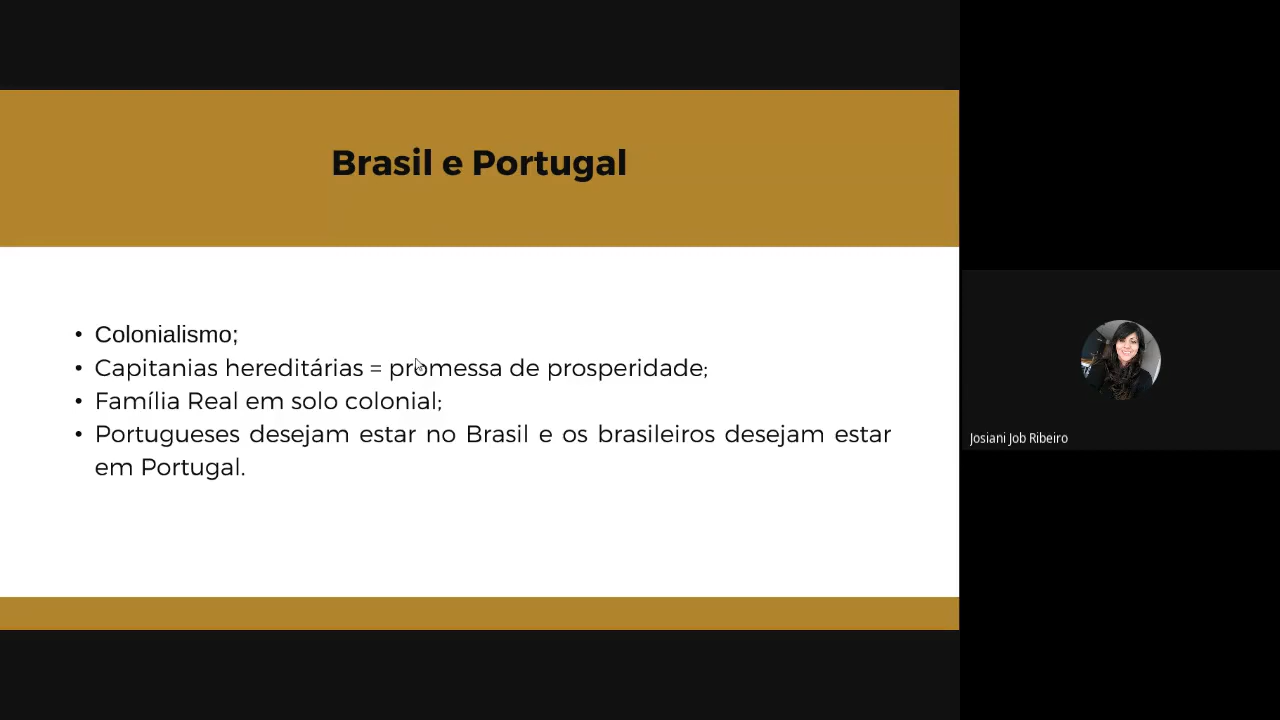 Brasil e Portugal
• Colonialismo;
• Capitanias hereditárias = promessa de prosperidade;
• Família Real em solo colonial;
• Portugueses desejam estar no Brasil e os brasileiros desejam estar
em Portugal.
Josiani Job Ribeiro